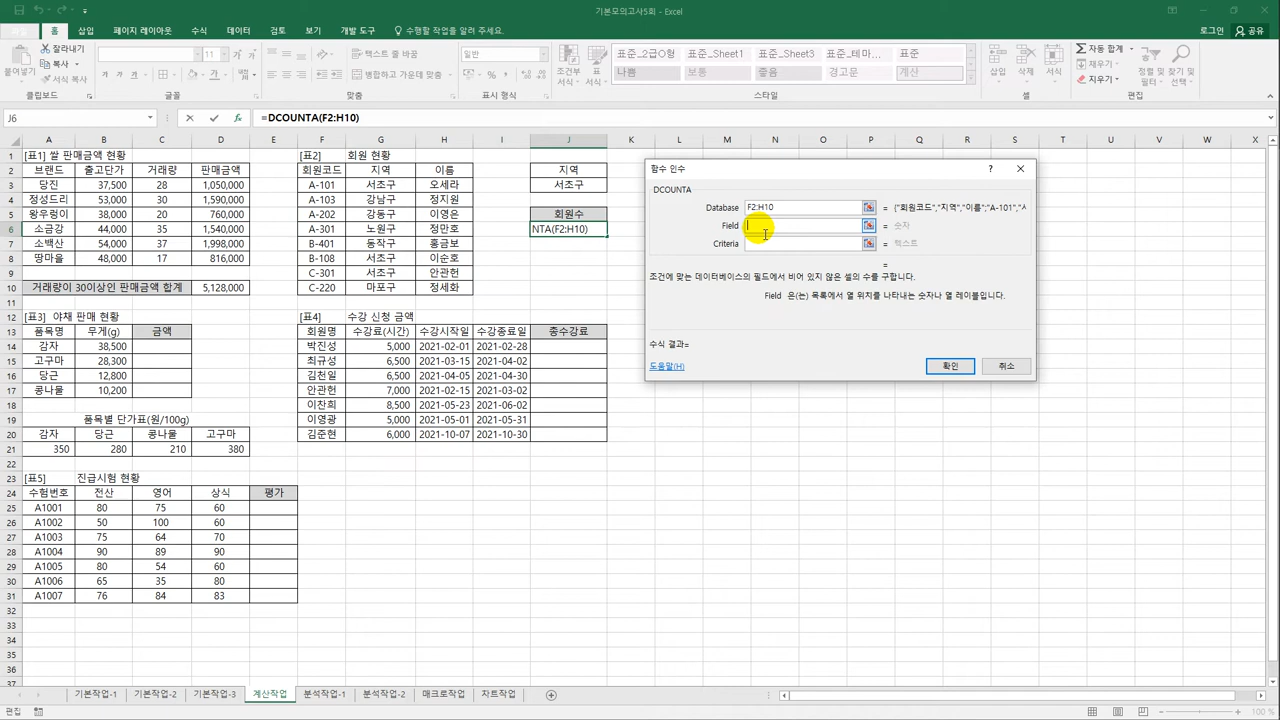 기본모의고사5회 - Excel
홈 삽입 페이지 레이아웃 수식 데이터 검토 보기 개발 도구 수행할 작업을 알려 주세요. 로그인 공유
붙여넣기 잘라내기 복사 서식 복사 클립보드
11 가 가 가 가 가 글꼴
텍스트 줄 바꿈 병합하고 가운데 맞춤 맞춤
일반 % 표시 형식
조건부 서식 표 서식 표준_2급O형 표준_Sheet1 표준_Sheet3 표준_테마... 표준
나쁨 보통 좋음 경고문 계산 스타일
삽입 삭제 서식 셀
자동 합계 채우기 지우기 정렬 및 필터 찾기 및 선택 편집
J6 =DCOUNTA(F2:H10)
A B C D E F G H I J K L M N O P Q R S T U V W X
1 [표1] 쌀 판매금액 현황 [표2] 회원 현황
2 브랜드 출고단가 거래량 판매금액 회원코드 지역 이름 지역
3 당진 37,500 28 1,050,000 A-101 서초구 오세라 서초구
4 정성드리 53,000 30 1,590,000 A-103 강남구 정지원
5 왕우렁이 38,000 20 760,000 A-202 강동구 이영은 회원수
6 소금강 44,000 35 1,540,000 A-301 노원구 정만호 NTA(F2:H10)
7 소백산 54,000 37 1,998,000 B-401 동작구 홍금보
8 땅마을 48,000 17 816,000 B-108 서초구 이순호
9 C-301 서초구 안관헌
10 거래량이 30이상인 판매금액 합계 5,128,000 C-220 마포구 정세화
11
12 [표3] 야채 판매 현황 [표4] 수강 신청 금액
13 품목명 무게(g) 금액 회원명 수강료(시간) 수강시작일 수강종료일 총수강료
14 감자 38,500 박진성 5,000 2021-02-01 2021-02-28
15 고구마 28,300 최규성 6,500 2021-03-15 2021-04-02
16 당근 12,800 김천일 6,500 2021-04-05 2021-04-30
17 콩나물 10,200 안관헌 7,000 2021-02-15 2021-03-02
18 이찬희 8,500 2021-05-23 2021-06-02
19 품목별 단가표(원/100g) 이영광 5,000 2021-05-01 2021-05-31
20 감자 당근 콩나물 고구마 김준현 6,000 2021-10-07 2021-10-30
21 350 280 210 380
22
23 [표5] 진급시험 현황
24 수험번호 전산 영어 상식 평가
25 A1001 80 75 60
26 A1002 50 100 60
27 A1003 75 64 70
28 A1004 90 89 90
29 A1005 80 54 60
30 A1006 65 35 80
31 A1007 76 84 83
32
33
34
35
36
37
함수 인수 ?
DCOUNTA
Database F2:H10 = {"회원코드","지역","이름";"A-101","서
Field = 숫자
Criteria = 텍스트
=
조건에 맞는 데이터베이스의 필드에서 비어 있지 않은 셀의 수를 구합니다.
Field 은(는) 목록에서 열 위치를 나타내는 숫자나 열 레이블입니다.
수식 결과=
도움말(H) 확인 취소
기본작업-1 기본작업-2 기본작업-3 계산작업 분석작업-1 분석작업-2 매크로작업 차트작업
편집 100 %